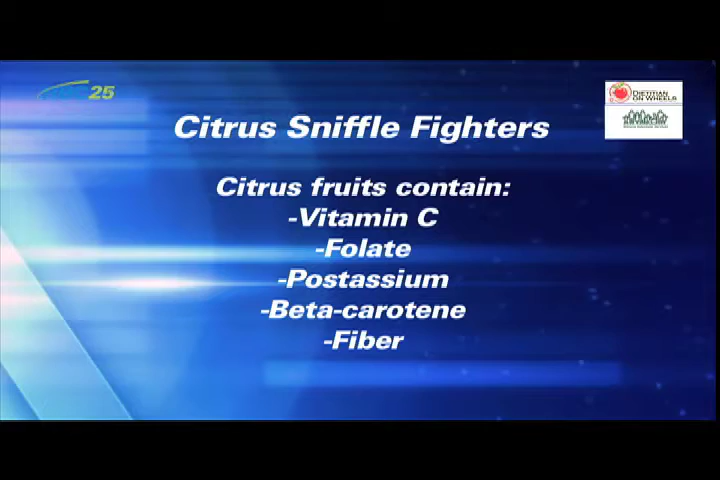 25
DIETITIAN
ON WHEELS
Citrus Sniffle Fighters
Citrus fruits contain:
-Vitamin C
-Folate
-Postassium
-Beta-carotene
-Fiber